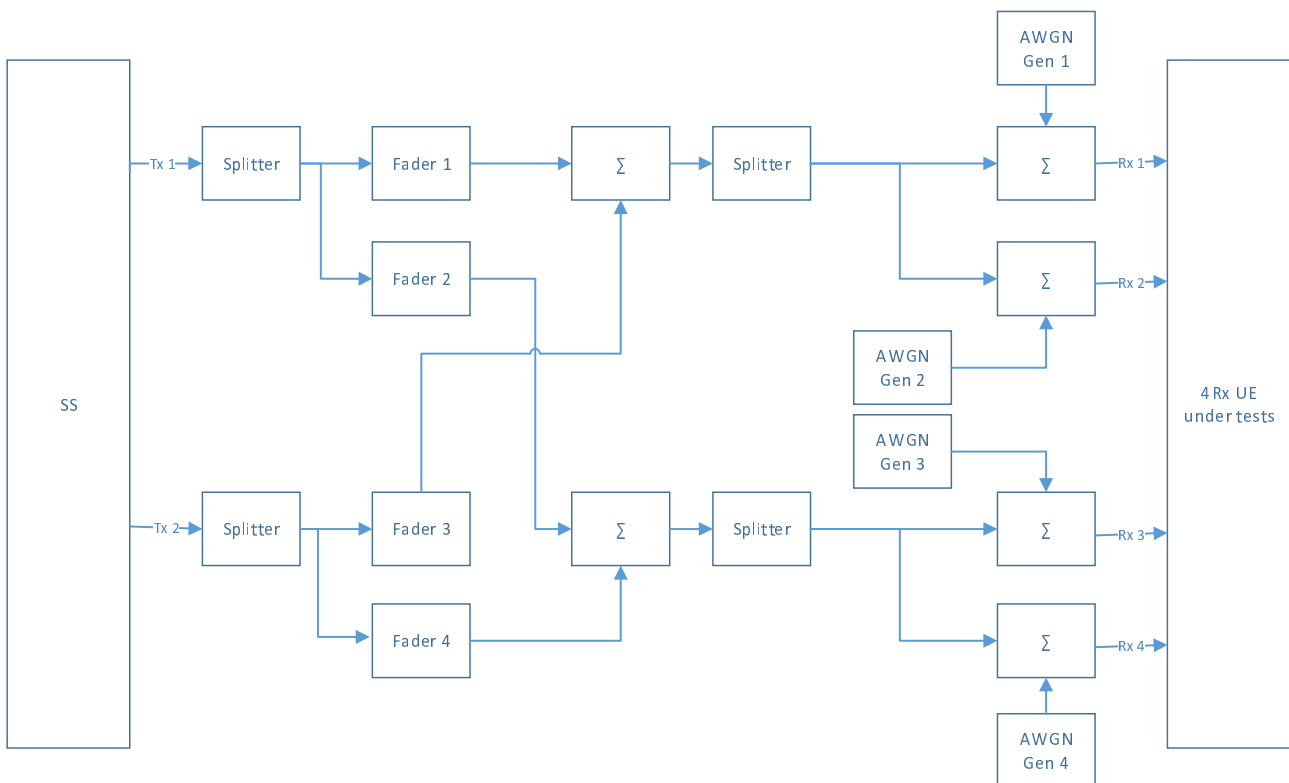 AWGN
Gen 1
Tx 1
Splitter
Fader 1
Σ
Splitter
Σ
Rx 1
Fader 2
Σ
Rx 2
AWGN
Gen 2
SS
4 Rx UE
under tests
AWGN
Gen 3
Tx 2
Splitter
Fader 3
Σ
Splitter
Σ
Rx 3
Fader 4
Σ
Rx 4
AWGN
Gen 4